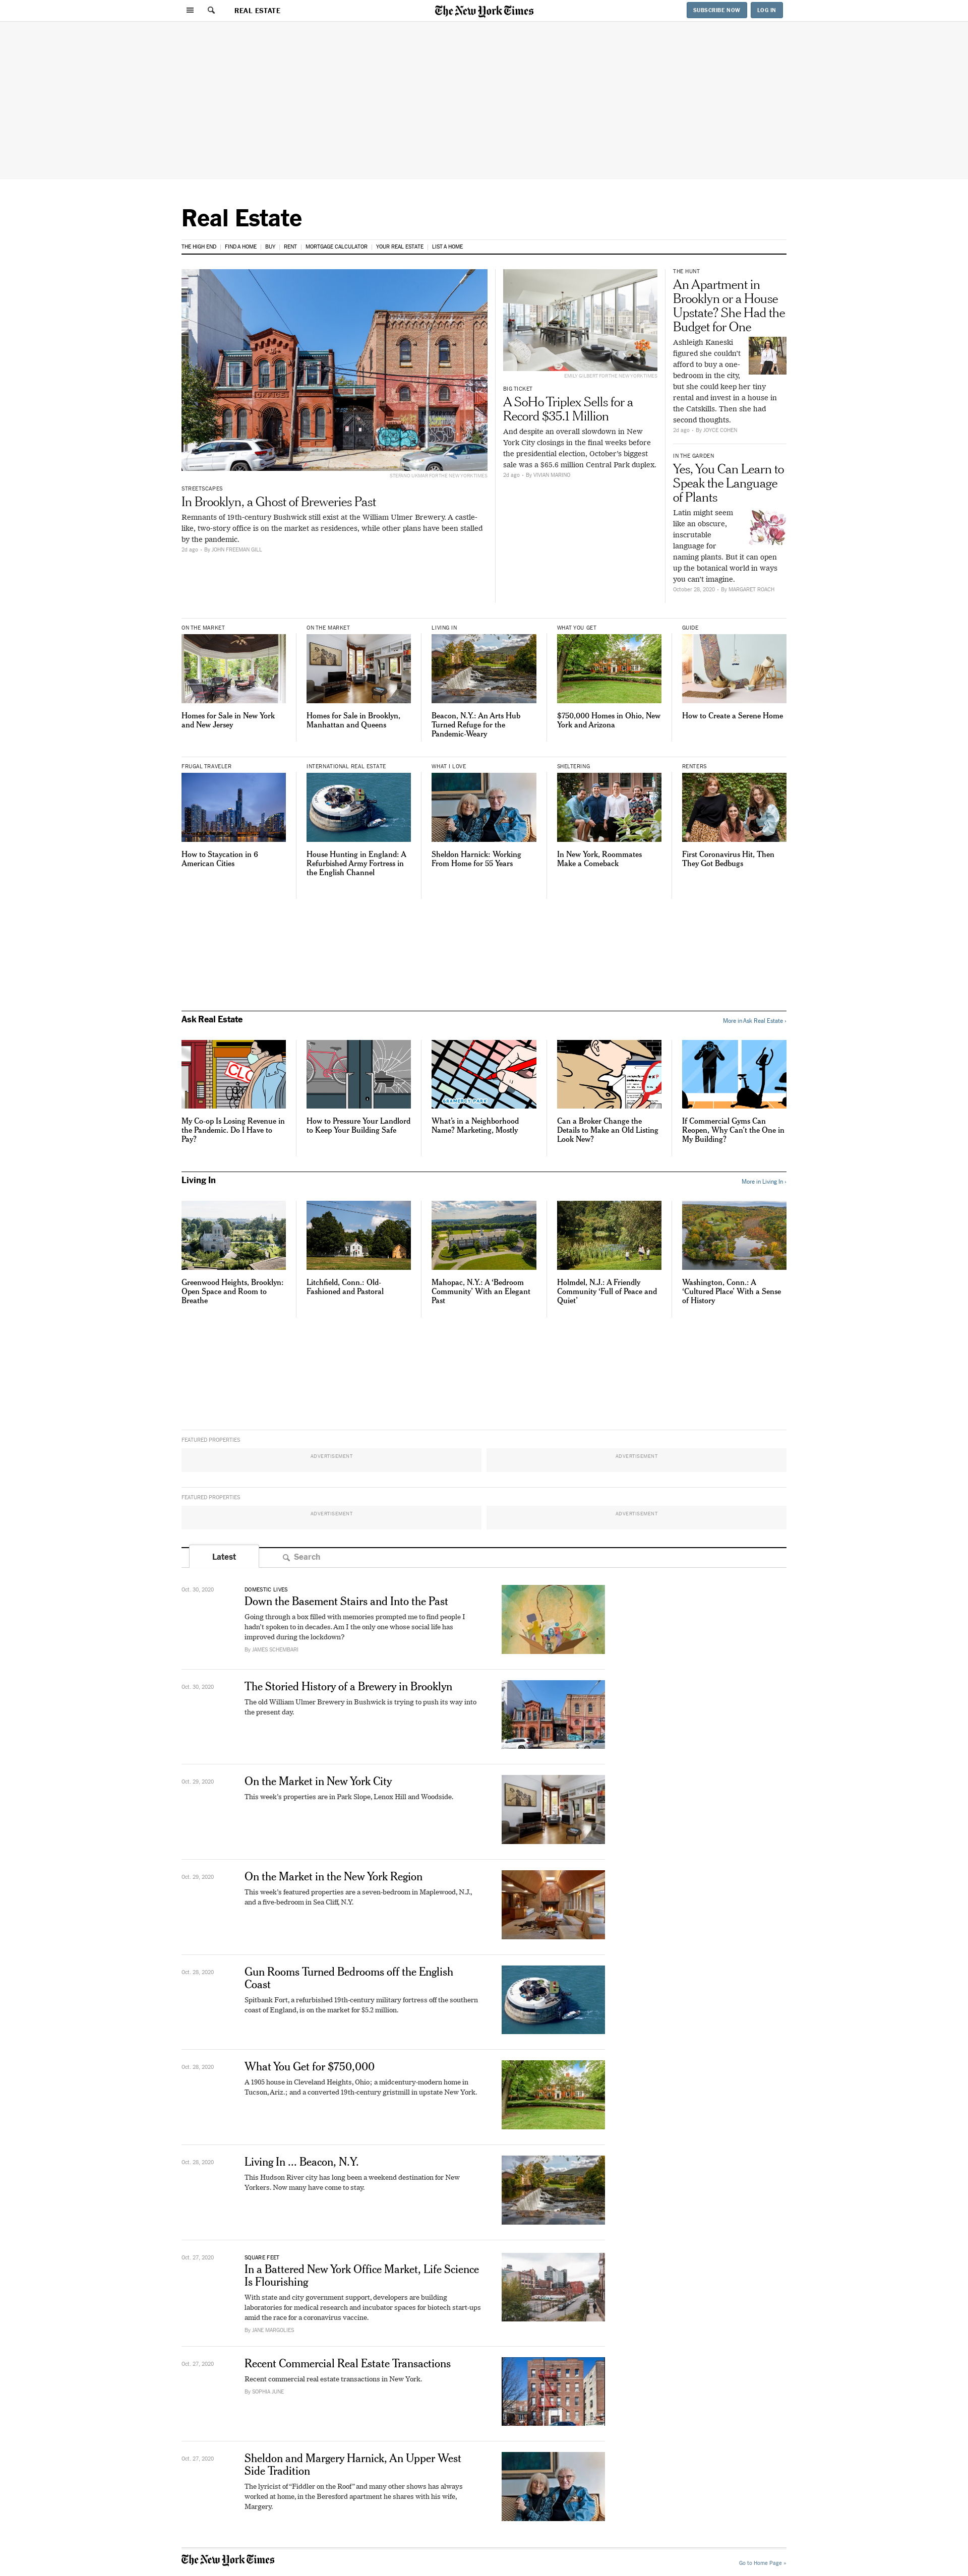 REAL ESTATE
The New York Times
SUBSCRIBE NOW
LOG IN
Real Estate
THE HIGH END
FIND A HOME
BUY
RENT
MORTGAGE CALCULATOR
YOUR REAL ESTATE
LIST A HOME
STEFANO UKMAR FOR THE NEW YORK TIMES
STREETSCAPES
In Brooklyn, a Ghost of Breweries Past
Remnants of 19th-century Bushwick still exist at the William Ulmer Brewery. A castle-
like, two-story office is on the market as residences, while other plans have been stalled
by the pandemic.
2d ago - By JOHN FREEMAN GILL
EMILY GILBERT FOR THE NEW YORK TIMES
BIG TICKET
A SoHo Triplex Sells for a
Record $35.1 Million
And despite an overall slowdown in New
York City closings in the final weeks before
the presidential election, October's biggest
sale was a $65.6 million Central Park duplex.
2d ago - By VIVIAN MARINO
THE HUNT
An Apartment in
Brooklyn or a House
Upstate? She Had the
Budget for One
Ashleigh Kaneski
figured she couldn't
afford to buy a one-
bedroom in the city,
but she could keep her tiny
rental and invest in a house in
the Catskills. Then she had
second thoughts.
2d ago - By JOYCE COHEN
IN THE GARDEN
Yes, You Can Learn to
Speak the Language
of Plants
Latin might seem
like an obscure,
inscrutable
language for
naming plants. But it can open
up the botanical world in ways
you can't imagine.
October 28, 2020 - By MARGARET ROACH
ON THE MARKET
Homes for Sale in New York
and New Jersey
ON THE MARKET
Homes for Sale in Brooklyn,
Manhattan and Queens
LIVING IN
Beacon, N.Y.: An Arts Hub
Turned Refuge for the
Pandemic-Weary
WHAT YOU GET
$750,000 Homes in Ohio, New
York and Arizona
GUIDE
How to Create a Serene Home
FRUGAL TRAVELER
How to Staycation in 6
American Cities
INTERNATIONAL REAL ESTATE
House Hunting in England: A
Refurbished Army Fortress in
the English Channel
WHAT I LOVE
Sheldon Harnick: Working
From Home for 55 Years
SHELTERING
In New York, Roommates
Make a Comeback
RENTERS
First Coronavirus Hit, Then
They Got Bedbugs
Ask Real Estate
More in Ask Real Estate ›
CLO
GRAMERCY PARK
My Co-op Is Losing Revenue in
the Pandemic. Do I Have to
Pay?
How to Pressure Your Landlord
to Keep Your Building Safe
What's in a Neighborhood
Name? Marketing, Mostly
Can a Broker Change the
Details to Make an Old Listing
Look New?
If Commercial Gyms Can
Reopen, Why Can't the One in
My Building?
Living In
More in Living In ›
Greenwood Heights, Brooklyn:
Open Space and Room to
Breathe
Litchfield, Conn.: Old-
Fashioned and Pastoral
Mahopac, N.Y.: A 'Bedroom
Community' With an Elegant
Past
Holmdel, N.J.: A Friendly
Community 'Full of Peace and
Quiet'
Washington, Conn.: A
'Cultured Place' With a Sense
of History
FEATURED PROPERTIES
ADVERTISEMENT
ADVERTISEMENT
FEATURED PROPERTIES
ADVERTISEMENT
ADVERTISEMENT
Latest
Search
Oct. 30, 2020
DOMESTIC LIVES
Down the Basement Stairs and Into the Past
Going through a box filled with memories prompted me to find people I
hadn't spoken to in decades. Am I the only one whose social life has
improved during the lockdown?
By JAMES SCHEMBARI
Oct. 30, 2020
The Storied History of a Brewery in Brooklyn
The old William Ulmer Brewery in Bushwick is trying to push its way into
the present day.
Oct. 29, 2020
On the Market in New York City
This week's properties are in Park Slope, Lenox Hill and Woodside.
Oct. 29, 2020
On the Market in the New York Region
This week's featured properties are a seven-bedroom in Maplewood, N.J.,
and a five-bedroom in Sea Cliff, N.Y.
Oct. 28, 2020
Gun Rooms Turned Bedrooms off the English
Coast
Spitbank Fort, a refurbished 19th-century military fortress off the southern
coast of England, is on the market for $5.2 million.
Oct. 28, 2020
What You Get for $750,000
A 1905 house in Cleveland Heights, Ohio; a midcentury-modern home in
Tucson, Ariz.; and a converted 19th-century gristmill in upstate New York.
Oct. 28, 2020
Living In ... Beacon, N.Y.
This Hudson River city has long been a weekend destination for New
Yorkers. Now many have come to stay.
Oct. 27, 2020
SQUARE FEET
In a Battered New York Office Market, Life Science
Is Flourishing
With state and city government support, developers are building
laboratories for medical research and incubator spaces for biotech start-ups
amid the race for a coronavirus vaccine.
By JANE MARGOLIES
Oct. 27, 2020
Recent Commercial Real Estate Transactions
Recent commercial real estate transactions in New York.
By SOPHIA JUNE
Oct. 27, 2020
Sheldon and Margery Harnick, An Upper West
Side Tradition
The lyricist of "Fiddler on the Roof" and many other shows has always
worked at home, in the Beresford apartment he shares with his wife,
Margery.
The New York Times
Go to Home Page »